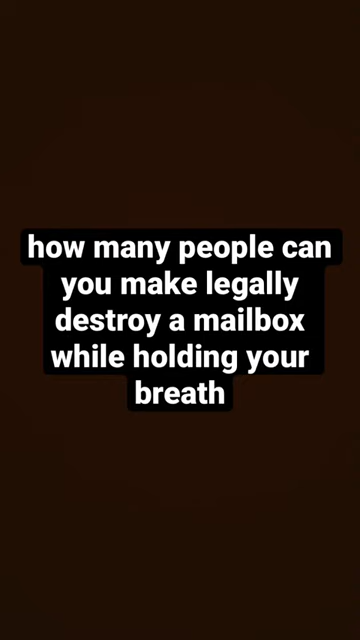 how many people can
you make legally
destroy a mailbox
while holding your
breath